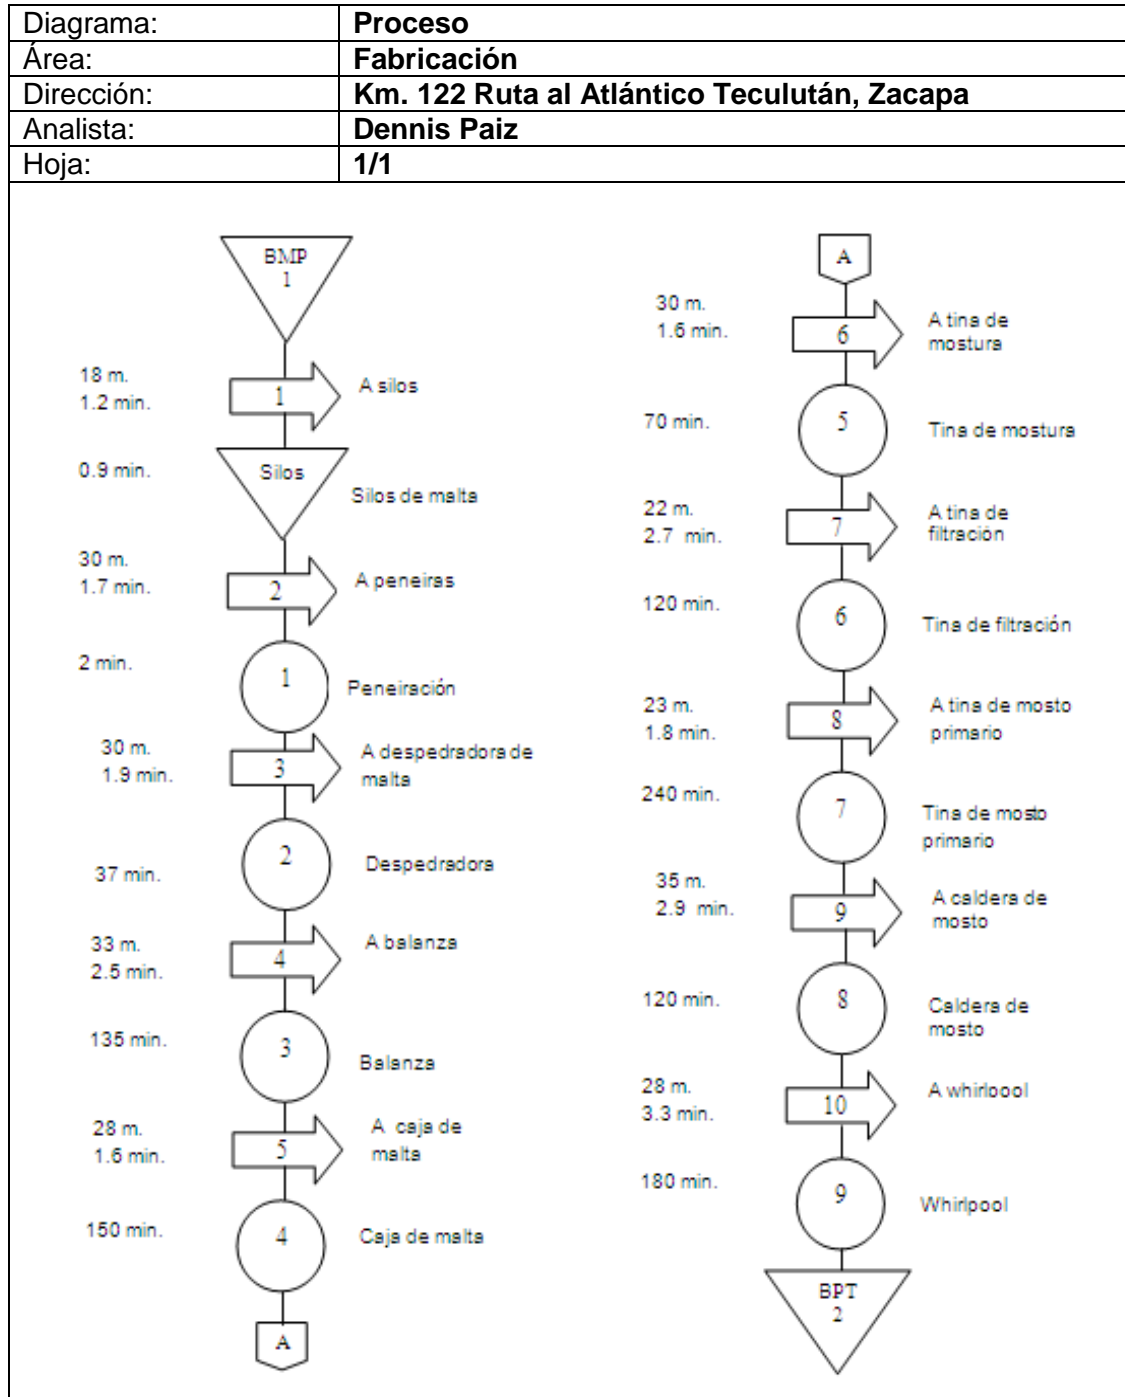 Diagrama: Proceso
Área: Fabricación
Dirección: Km. 122 Ruta al Atlántico Teculután, Zacapa
Analista: Dennis Paiz
Hoja: 1/1
BMP
1
18 m.
1.2 min.
1
A silos
0.9 min.
Silos
Silos de malta
30 m.
1.7 min.
2
A peneiras
2 min.
1
Peneiración
30 m.
1.9 min.
3
A despedradora de
malta
37 min.
2
Despedradora
33 m.
2.5 min.
4
A balanza
135 min.
3
Balanza
28 m.
1.6 min.
5
A caja de
malta
150 min.
4
Caja de malta
A
A
30 m.
1.6 min.
6
A tina de
mostura
70 min.
5
Tina de mostura
22 m.
2.7 min.
7
A tina de
filtración
120 min.
6
Tina de filtración
23 m.
1.8 min.
8
A tina de mosto
primario
240 min.
7
Tina de mosto
primario
35 m.
2.9 min.
9
A caldera de
mosto
120 min.
8
Caldera de
mosto
28 m.
3.3 min.
10
A whirloool
180 min.
9
Whirlpool
BPT
2